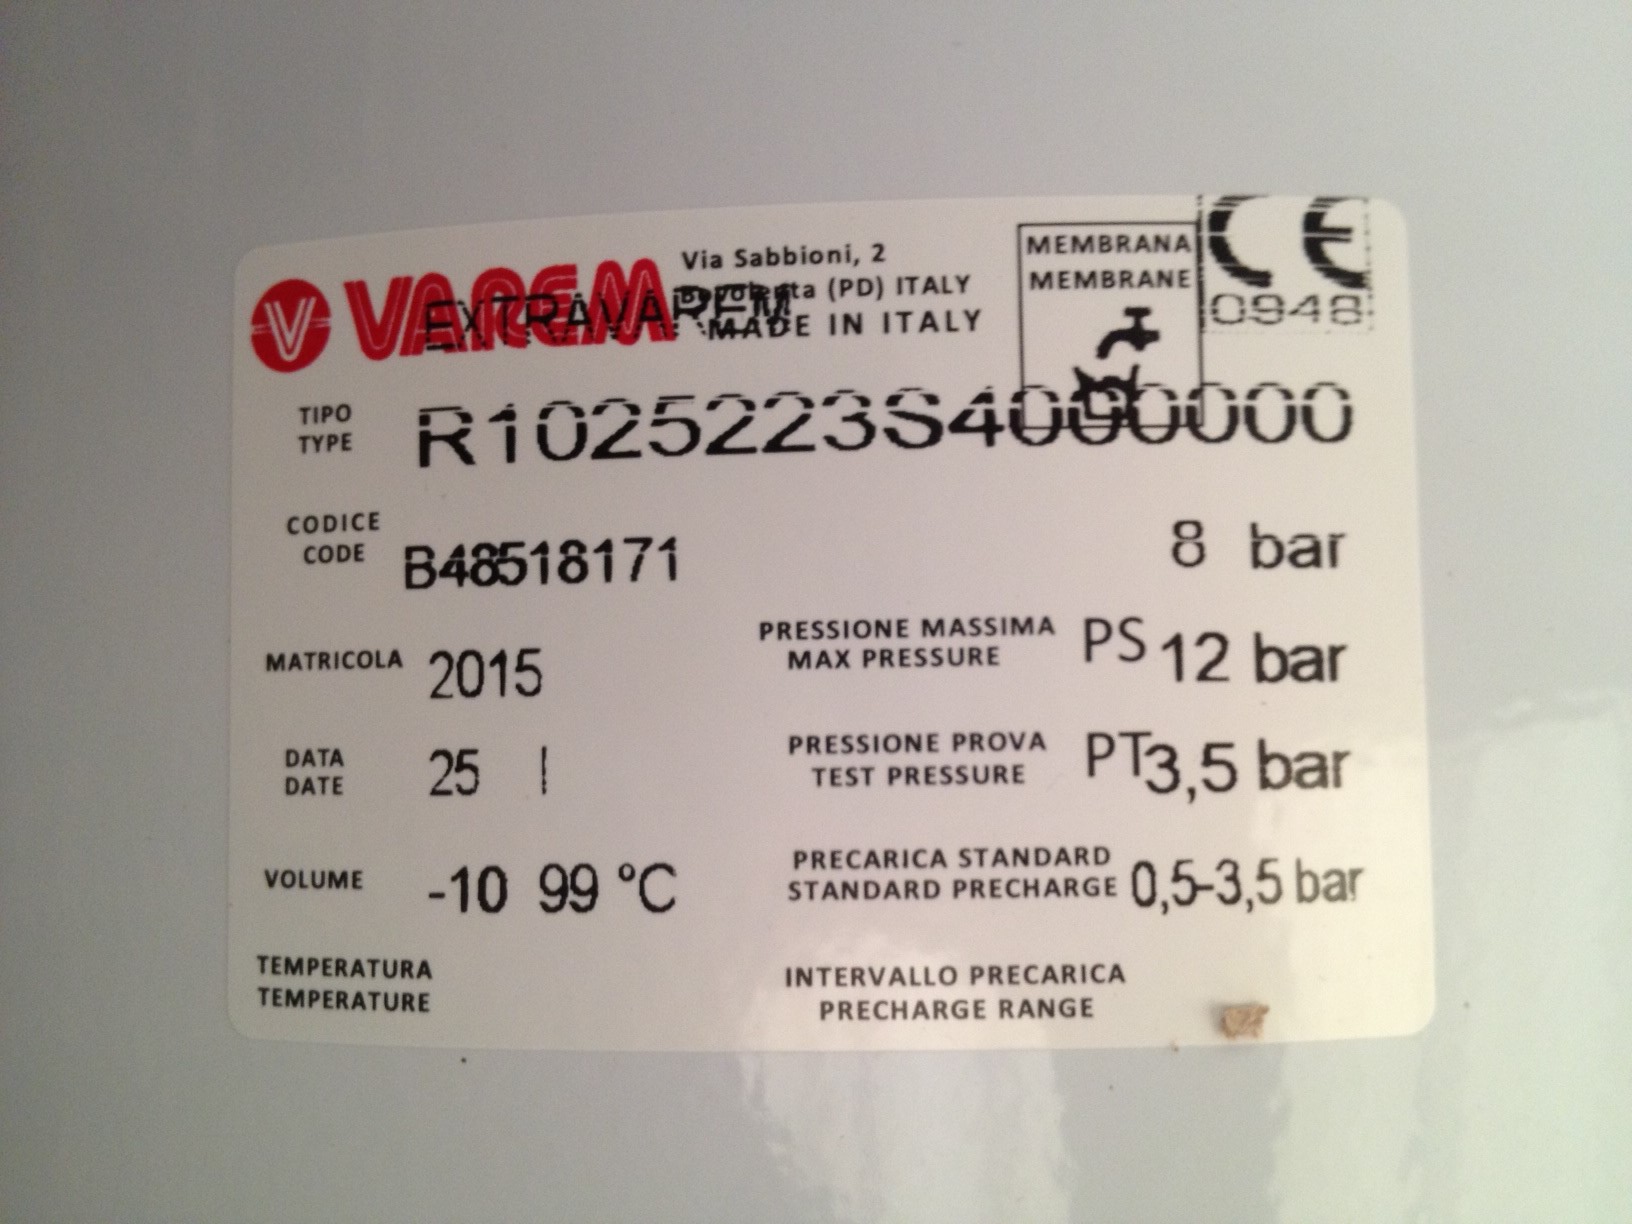 VAREM
EXTRAVAREM
Via Sabbioni, 2
Bovolenta (PD) ITALY
MADE IN ITALY
MEMBRANA
MEMBRANE
CE
0948
TIPO
TYPE
R1025223S4000000
CODICE
CODE
B48518171
8 bar
MATRICOLA 2015
PRESSIONE MASSIMA
MAX PRESSURE
PS 12 bar
DATA
DATE
25 l
PRESSIONE PROVA
TEST PRESSURE
PT 3,5 bar
VOLUME -10 99 °C
PRECARICA STANDARD
STANDARD PRECHARGE
0,5-3,5 bar
TEMPERATURA
TEMPERATURE
INTERVALLO PRECARICA
PRECHARGE RANGE